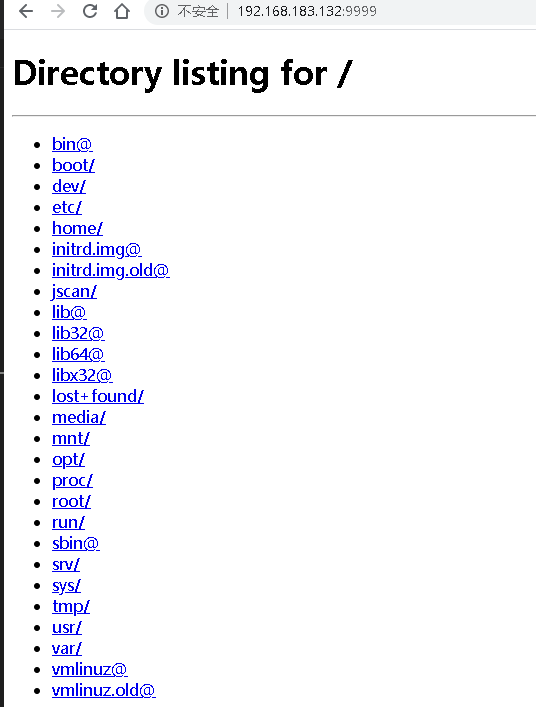 不安全 | 192.168.183.132:9999
Directory listing for /
bin@
boot/
dev/
etc/
home/
initrd.img@
initrd.img.old@
jscan/
lib@
lib32@
lib64@
libx32@
lost+found/
media/
mnt/
opt/
proc/
root/
run/
sbin@
srv/
sys/
tmp/
usr/
var/
vmlinuz@
vmlinuz.old@